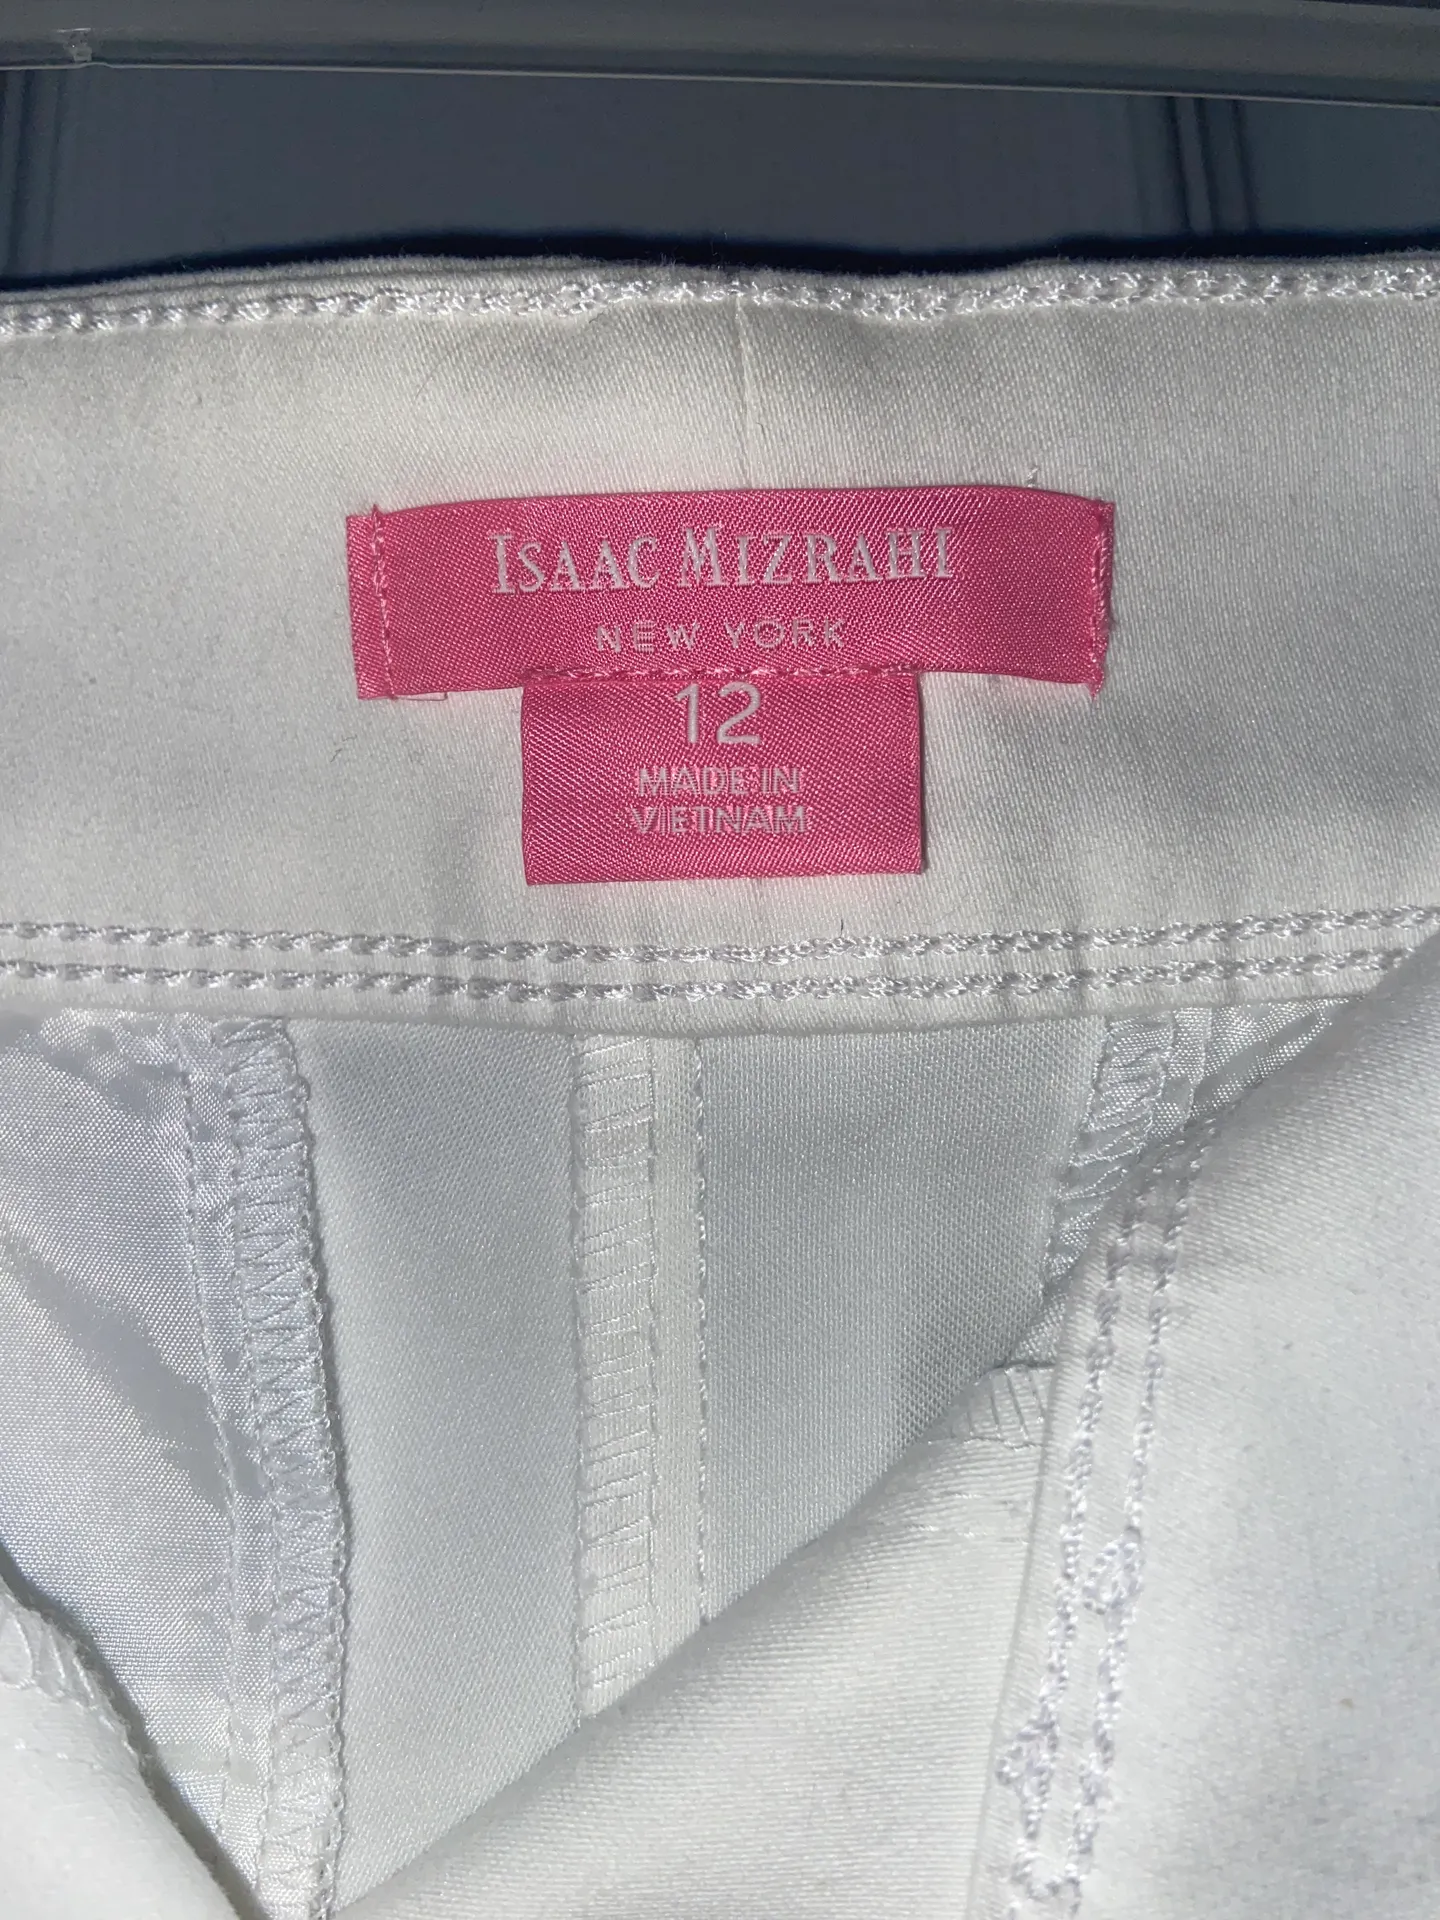 ISAAC MIZRAHI
NEW YORK
12
MADE IN
VIETNAM